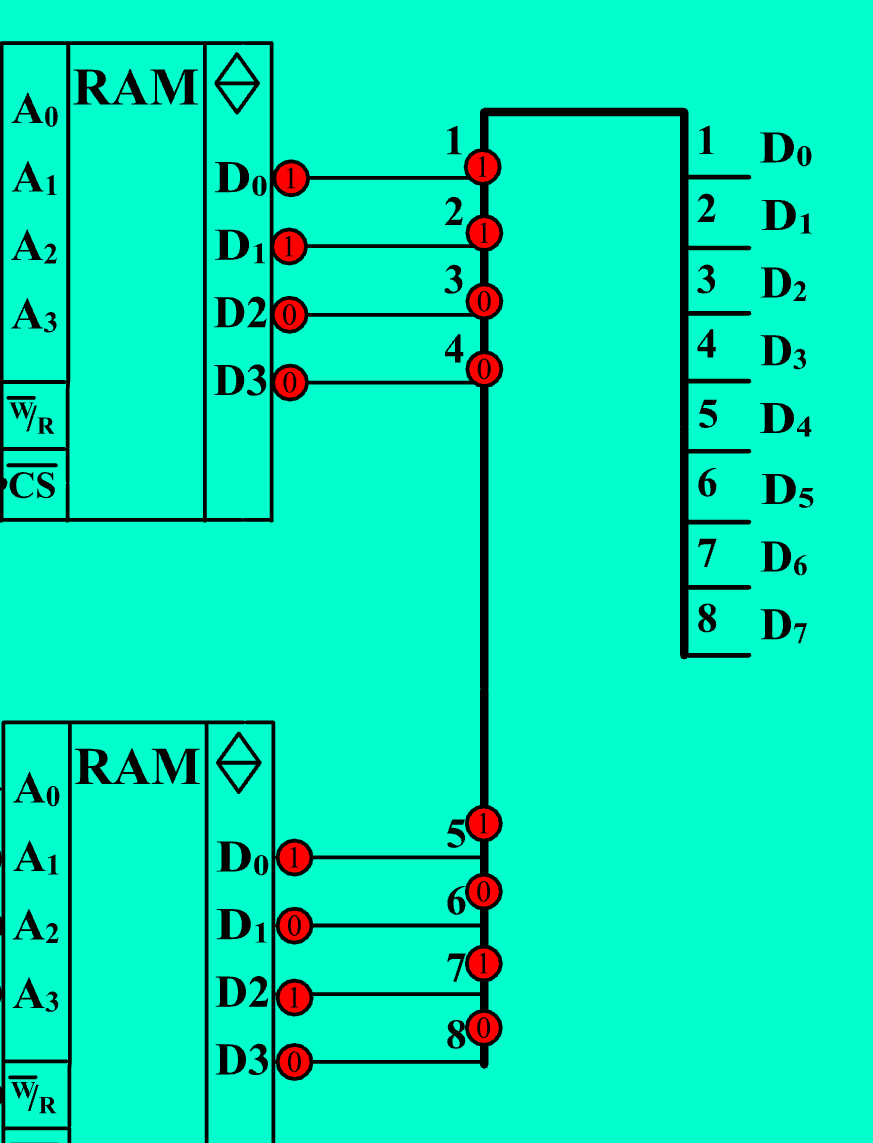 RAM
A0
A1
A2
A3
W/R
CS
D0 1
D1 1
D2 0
D3 0
1 1
2 1
3 0
4 0
1 D0
2 D1
3 D2
4 D3
5 D4
6 D5
7 D6
8 D7
RAM
A0
A1
A2
A3
W/R
D0 1
D1 0
D2 1
D3 0
5 1
6 0
7 1
8 0